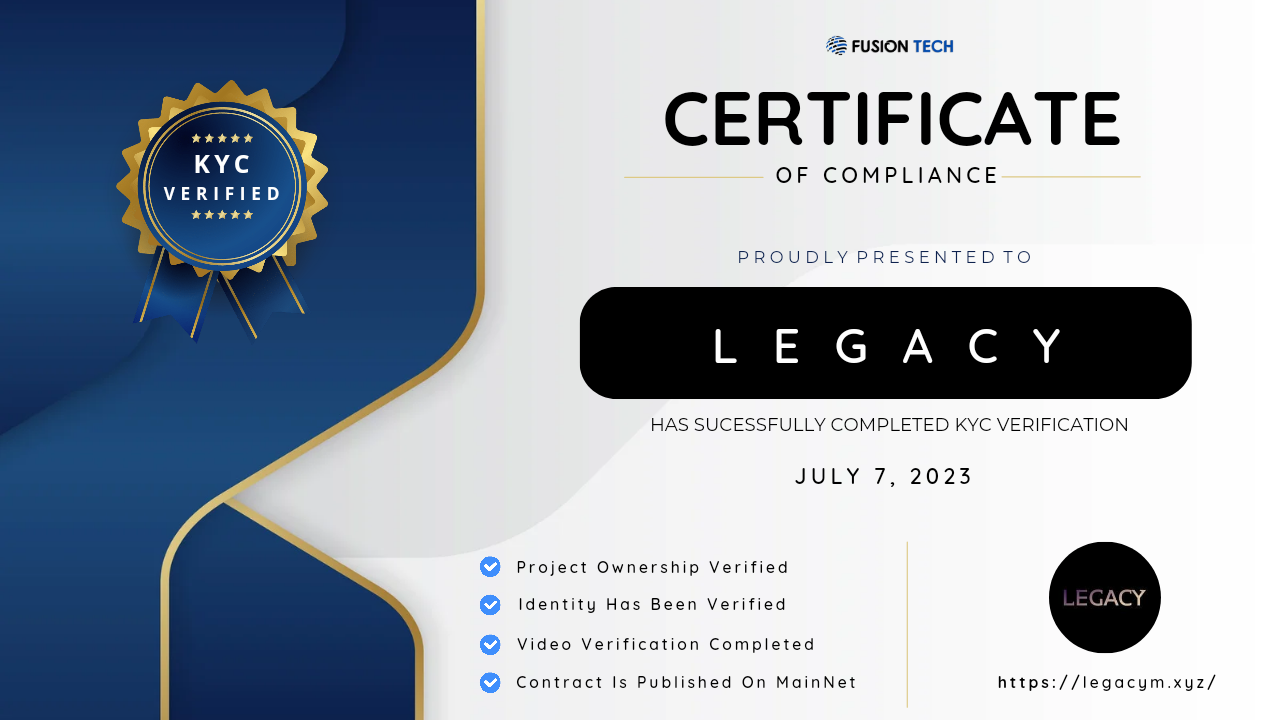 FUSION TECH
CERTIFICATE
OF COMPLIANCE
KYC
VERIFIED
PROUDLY PRESENTED TO
LEGACY
HAS SUCESSFULLY COMPLETED KYC VERIFICATION
JULY 7, 2023
Project Ownership Verified
Identity Has Been Verified
Video Verification Completed
Contract Is Published On MainNet
LEGACY
https://legacym.xyz/